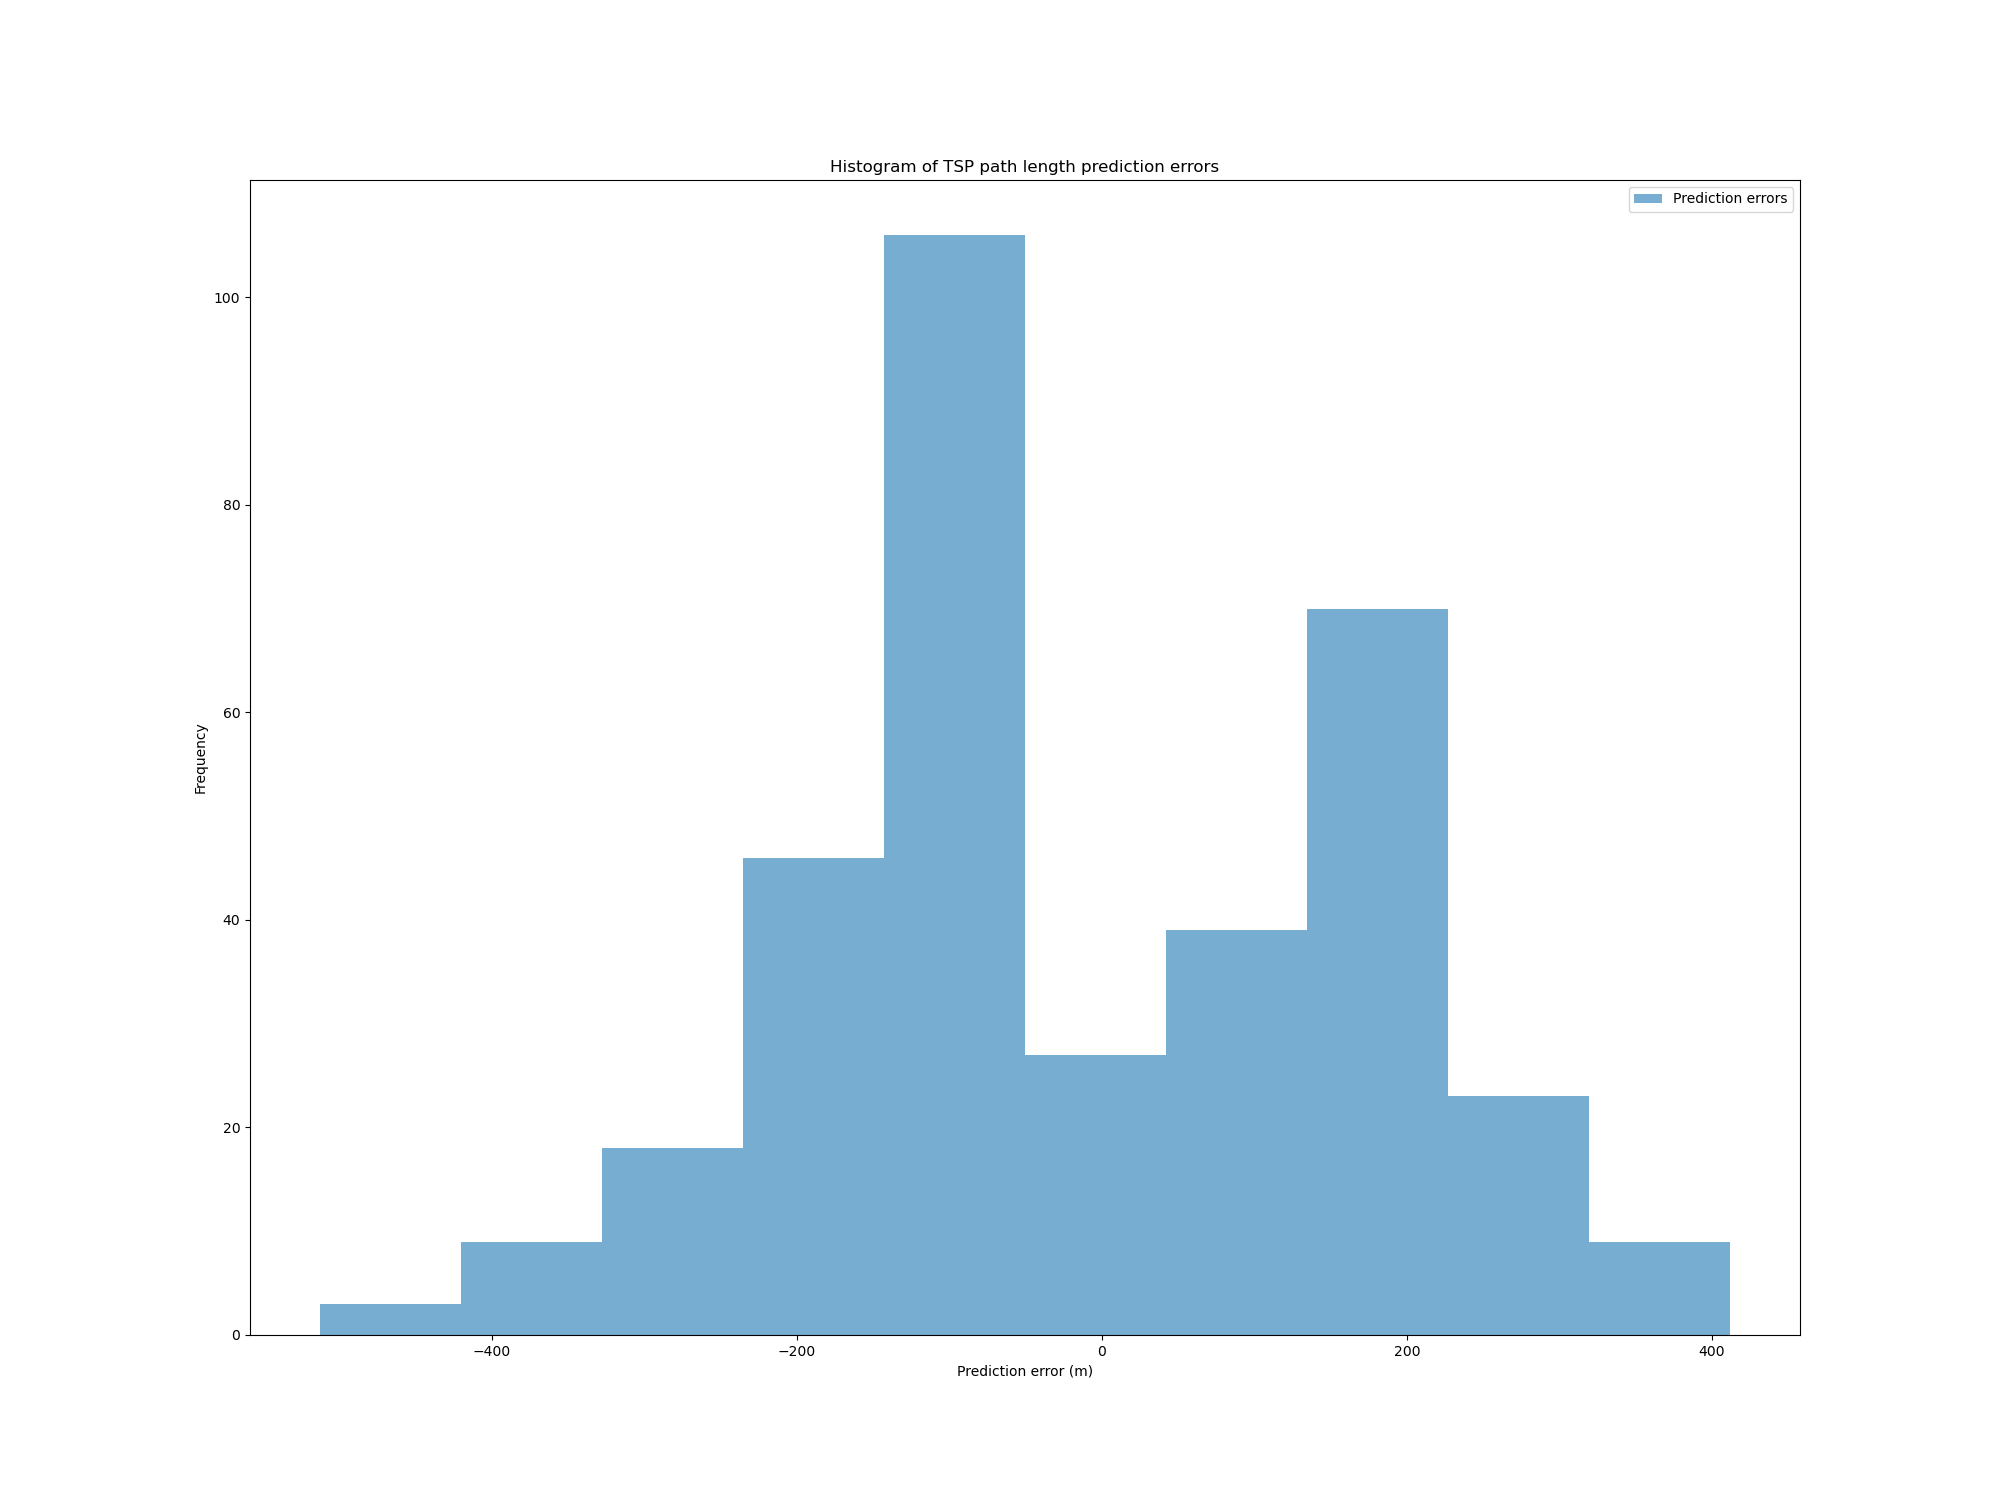 Histogram of TSP path length prediction errors
Prediction errors
100
80
60
40
20
0
Frequency
−400
−200
0
200
400
Prediction error (m)